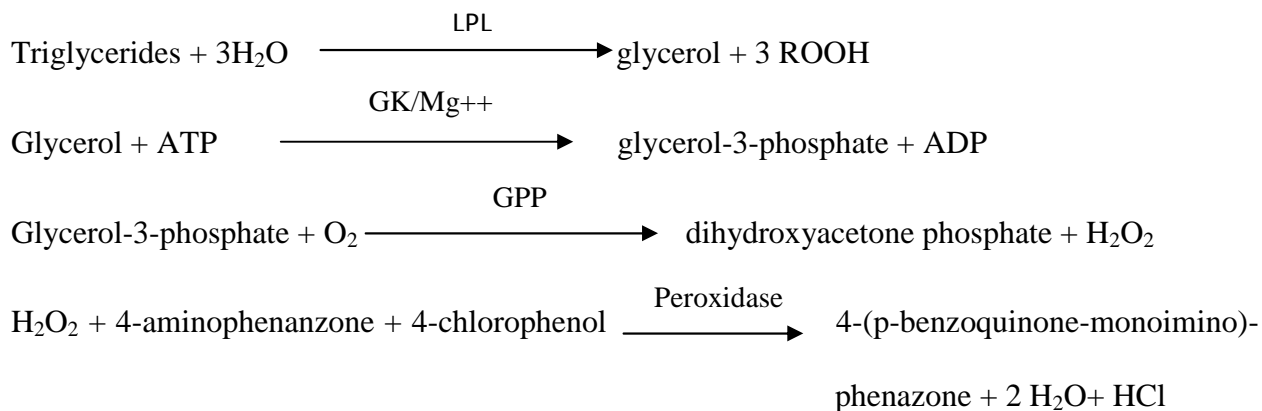 LPL
Triglycerides + 3H₂O glycerol + 3 ROOH
GK/Mg++
Glycerol + ATP glycerol-3-phosphate + ADP
GPP
Glycerol-3-phosphate + O₂ dihydroxyacetone phosphate + H₂O₂
Peroxidase
H₂O₂ + 4-aminophenanzone + 4-chlorophenol 4-(p-benzoquinone-monoimino)-
phenazone + 2 H₂O+ HCl